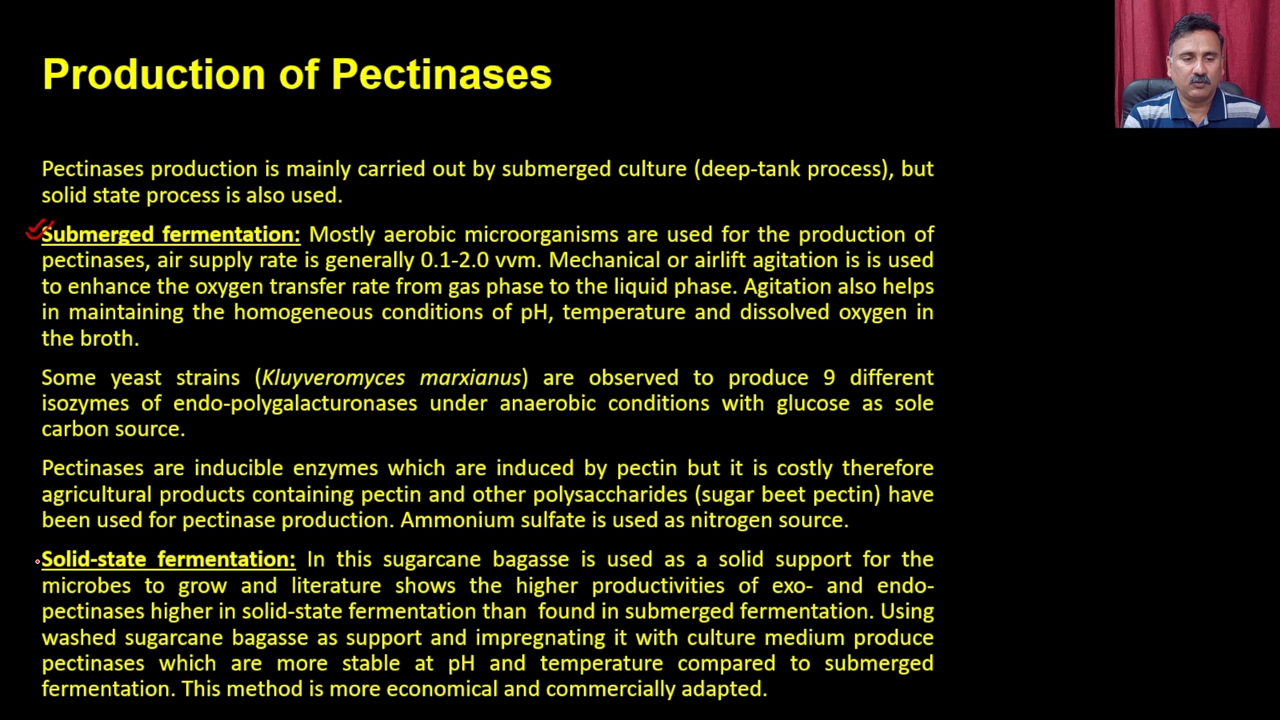 Production of Pectinases
Pectinases production is mainly carried out by submerged culture (deep-tank process), but
solid state process is also used.
Submerged fermentation: Mostly aerobic microorganisms are used for the production of
pectinases, air supply rate is generally 0.1-2.0 vvm. Mechanical or airlift agitation is is used
to enhance the oxygen transfer rate from gas phase to the liquid phase. Agitation also helps
in maintaining the homogeneous conditions of pH, temperature and dissolved oxygen in
the broth.
Some yeast strains (Kluyveromyces marxianus) are observed to produce 9 different
isozymes of endo-polygalacturonases under anaerobic conditions with glucose as sole
carbon source.
Pectinases are inducible enzymes which are induced by pectin but it is costly therefore
agricultural products containing pectin and other polysaccharides (sugar beet pectin) have
been used for pectinase production. Ammonium sulfate is used as nitrogen source.
Solid-state fermentation: In this sugarcane bagasse is used as a solid support for the
microbes to grow and literature shows the higher productivities of exo- and endo-
pectinases higher in solid-state fermentation than found in submerged fermentation. Using
washed sugarcane bagasse as support and impregnating it with culture medium produce
pectinases which are more stable at pH and temperature compared to submerged
fermentation. This method is more economical and commercially adapted.